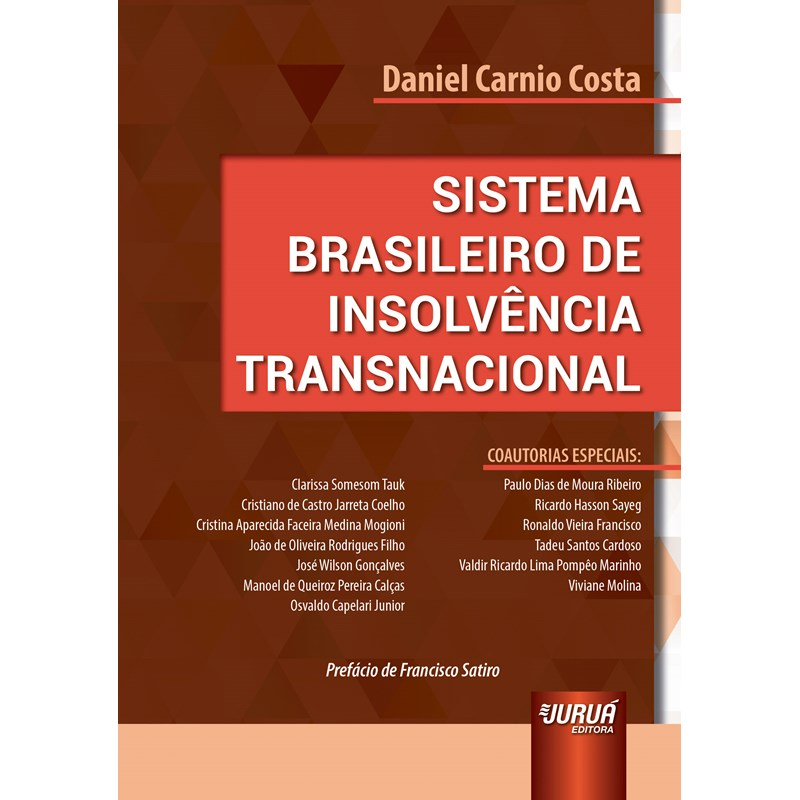 Daniel Carnio Costa
SISTEMA
BRASILEIRO DE
INSOLVÊNCIA
TRANSNACIONAL
COAUTORIAS ESPECIAIS:
Clarissa Somesom Tauk
Cristiano de Castro Jarreta Coelho
Cristina Aparecida Faceira Medina Mogioni
João de Oliveira Rodrigues Filho
José Wilson Gonçalves
Manoel de Queiroz Pereira Calças
Osvaldo Capelari Junior
Paulo Dias de Moura Ribeiro
Ricardo Hasson Sayeg
Ronaldo Vieira Francisco
Tadeu Santos Cardoso
Valdir Ricardo Lima Pompêo Marinho
Viviane Molina
Prefácio de Francisco Satiro
JURUÁ
EDITORA